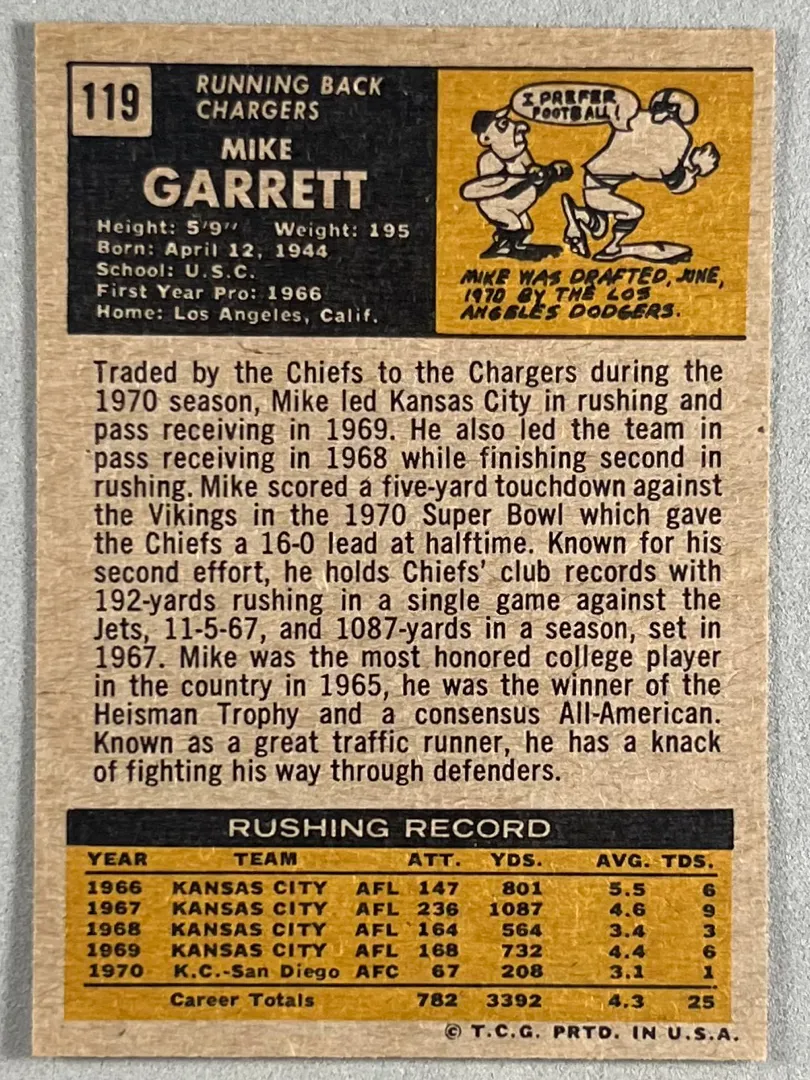 119
RUNNING BACK
CHARGERS
MIKE
GARRETT
Height: 5'9" Weight: 195
Born: April 12, 1944
School: U.S.C.
First Year Pro: 1966
Home: Los Angeles, Calif.
I PREFER
FOOTBALL!
MIKE WAS DRAFTED, JUNE,
1970 BY THE LOS
ANGELES DODGERS.
Traded by the Chiefs to the Chargers during the
1970 season, Mike led Kansas City in rushing and
pass receiving in 1969. He also led the team in
pass receiving in 1968 while finishing second in
rushing. Mike scored a five-yard touchdown against
the Vikings in the 1970 Super Bowl which gave
the Chiefs a 16-0 lead at halftime. Known for his
second effort, he holds Chiefs' club records with
192-yards rushing in a single game against the
Jets, 11-5-67, and 1087-yards in a season, set in
1967. Mike was the most honored college player
in the country in 1965, he was the winner of the
Heisman Trophy and a consensus All-American.
Known as a great traffic runner, he has a knack
of fighting his way through defenders.
RUSHING RECORD
YEAR TEAM ATT. YDS. AVG. TDS.
1966 KANSAS CITY AFL 147 801 5.5 6
1967 KANSAS CITY AFL 236 1087 4.6 9
1968 KANSAS CITY AFL 164 564 3.4 3
1969 KANSAS CITY AFL 168 732 4.4 6
1970 K.C.-San Diego AFC 67 208 3.1 1
Career Totals 782 3392 4.3 25
© T.C.G. PRTD. IN U.S.A.